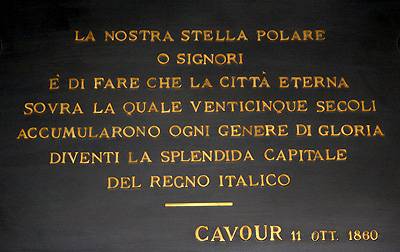 LA NOSTRA STELLA POLARE
O SIGNORI
È DI FARE CHE LA CITTÀ ETERNA
SOVRA LA QUALE VENTICINQUE SECOLI
ACCUMULARONO OGNI GENERE DI GLORIA
DIVENTI LA SPLENDIDA CAPITALE
DEL REGNO ITALICO
CAVOUR 11 OTT. 1860